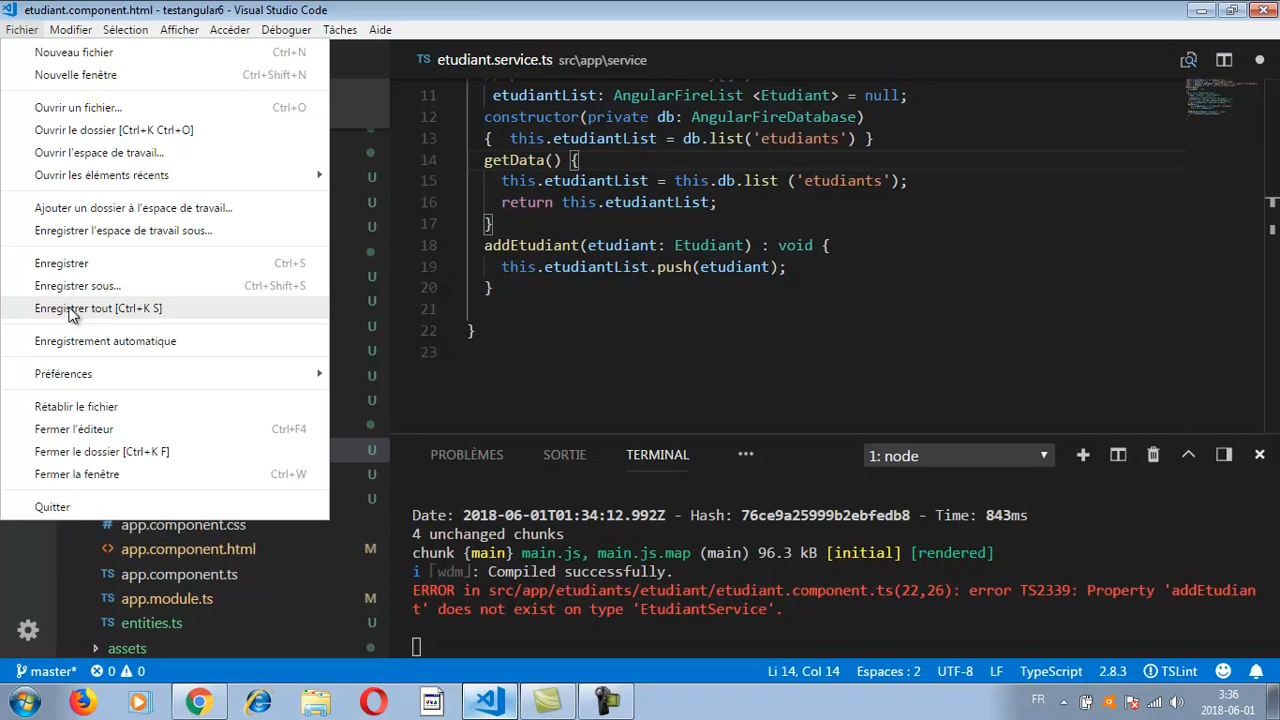 etudiant.component.html - testangular6 - Visual Studio Code
Fichier Modifier Sélection Afficher Accéder Déboguer Tâches Aide
Nouveau fichier Ctrl+N
Nouvelle fenêtre Ctrl+Shift+N
Ouvrir un fichier... Ctrl+O
Ouvrir le dossier [Ctrl+K Ctrl+O]
Ouvrir l'espace de travail...
Ouvrir les éléments récents
Ajouter un dossier à l'espace de travail...
Enregistrer l'espace de travail sous...
Enregistrer Ctrl+S
Enregistrer sous... Ctrl+Shift+S
Enregistrer tout [Ctrl+K S]
Enregistrement automatique
Préférences
Rétablir le fichier
Fermer l'éditeur Ctrl+F4
Fermer le dossier [Ctrl+K F]
Fermer la fenêtre Ctrl+W
Quitter
U
U
U
U
U
U
U
U
U
U
U
# app.component.css
<> app.component.html M
TS app.component.ts
TS app.module.ts M
TS entities.ts
assets
TS etudiant.service.ts src\app\service
11 etudiantList: AngularFireList <Etudiant> = null;
12 constructor(private db: AngularFireDatabase)
13 { this.etudiantList = db.list('etudiants') }
14 getData() {
15 this.etudiantList = this.db.list ('etudiants');
16 return this.etudiantList;
17 }
18 addEtudiant(etudiant: Etudiant) : void {
19 this.etudiantList.push(etudiant);
20 }
21
22 }
23
PROBLÈMES SORTIE TERMINAL ••• 1: node
Date: 2018-06-01T01:34:12.992Z - Hash: 76ce9a25999b2ebfedb8 - Time: 843ms
4 unchanged chunks
chunk {main} main.js, main.js.map (main) 96.3 kB [initial] [rendered]
i ｢wdm｣: Compiled successfully.
ERROR in src/app/etudiants/etudiant/etudiant.component.ts(22,26): error TS2339: Property 'addEtudian
t' does not exist on type 'EtudiantService'.
master* 0 0 Li 14, Col 14 Espaces : 2 UTF-8 LF TypeScript 2.8.3 TSLint
FR 3:36
2018-06-01